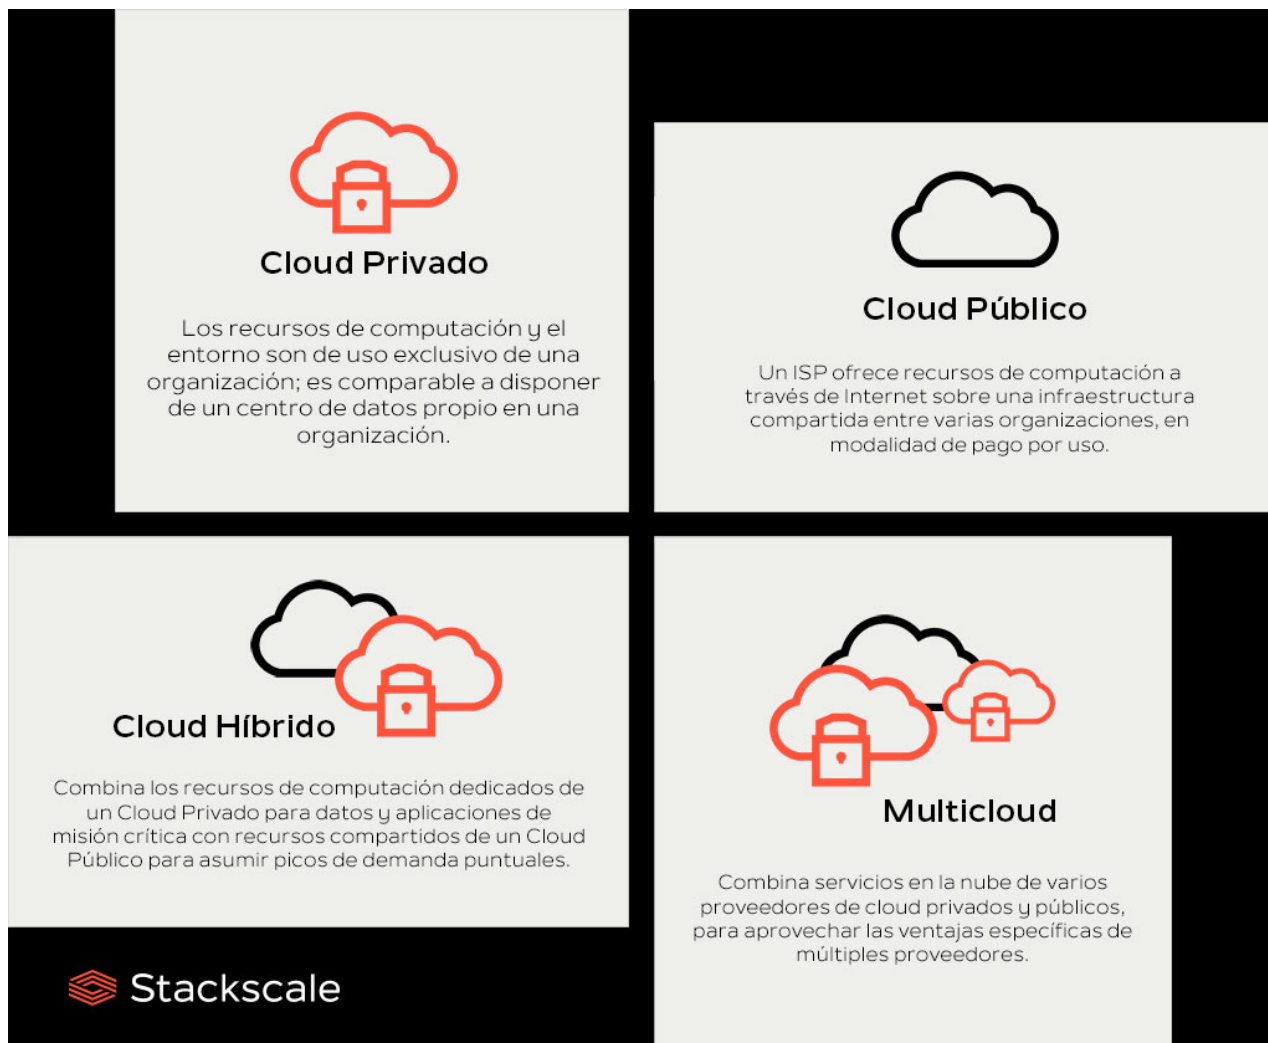 Cloud Privado
Los recursos de computación y el
entorno son de uso exclusivo de una
organización; es comparable a disponer
de un centro de datos propio en una
organización.
Cloud Público
Un ISP ofrece recursos de computación a
través de Internet sobre una infraestructura
compartida entre varias organizaciones, en
modalidad de pago por uso.
Cloud Híbrido
Combina los recursos de computación dedicados de
un Cloud Privado para datos y aplicaciones de
misión crítica con recursos compartidos de un Cloud
Público para asumir picos de demanda puntuales.
Multicloud
Combina servicios en la nube de varios
proveedores de cloud privados y públicos,
para aprovechar las ventajas específicas de
múltiples proveedores.
Stackscale